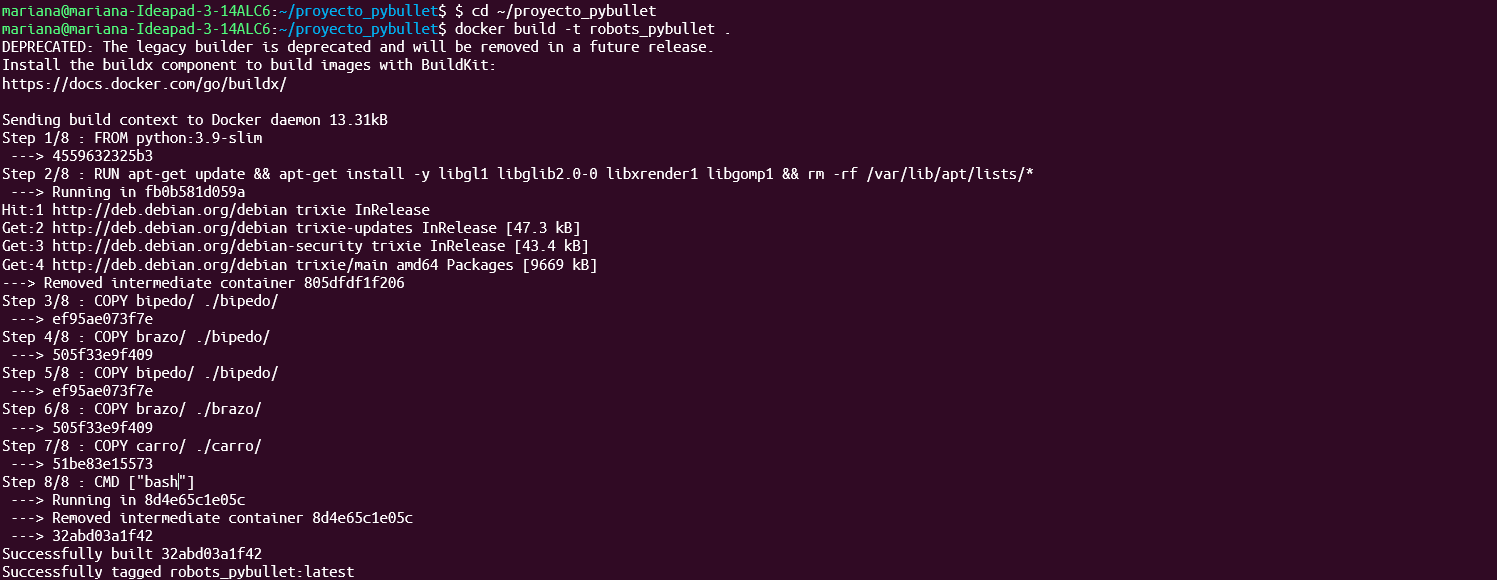 mariana@mariana-Ideapad-3-14ALC6:~/proyecto_pybullet$ $ cd ~/proyecto_pybullet
mariana@mariana-Ideapad-3-14ALC6:~/proyecto_pybullet$ docker build -t robots_pybullet .
DEPRECATED: The legacy builder is deprecated and will be removed in a future release.
Install the buildx component to build images with BuildKit:
https://docs.docker.com/go/buildx/

Sending build context to Docker daemon 13.31kB
Step 1/8 : FROM python:3.9-slim
 ---> 4559632325b3
Step 2/8 : RUN apt-get update && apt-get install -y libgl1 libglib2.0-0 libxrender1 libgomp1 && rm -rf /var/lib/apt/lists/*
 ---> Running in fb0b581d059a
Hit:1 http://deb.debian.org/debian trixie InRelease
Get:2 http://deb.debian.org/debian trixie-updates InRelease [47.3 kB]
Get:3 http://deb.debian.org/debian-security trixie InRelease [43.4 kB]
Get:4 http://deb.debian.org/debian trixie/main amd64 Packages [9669 kB]
---> Removed intermediate container 805dfdf1f206
Step 3/8 : COPY bipedo/ ./bipedo/
 ---> ef95ae073f7e
Step 4/8 : COPY brazo/ ./bipedo/
 ---> 505f33e9f409
Step 5/8 : COPY bipedo/ ./bipedo/
 ---> ef95ae073f7e
Step 6/8 : COPY brazo/ ./brazo/
 ---> 505f33e9f409
Step 7/8 : COPY carro/ ./carro/
 ---> 51be83e15573
Step 8/8 : CMD ["bash"]
 ---> Running in 8d4e65c1e05c
 ---> Removed intermediate container 8d4e65c1e05c
 ---> 32abd03a1f42
Successfully built 32abd03a1f42
Successfully tagged robots_pybullet:latest